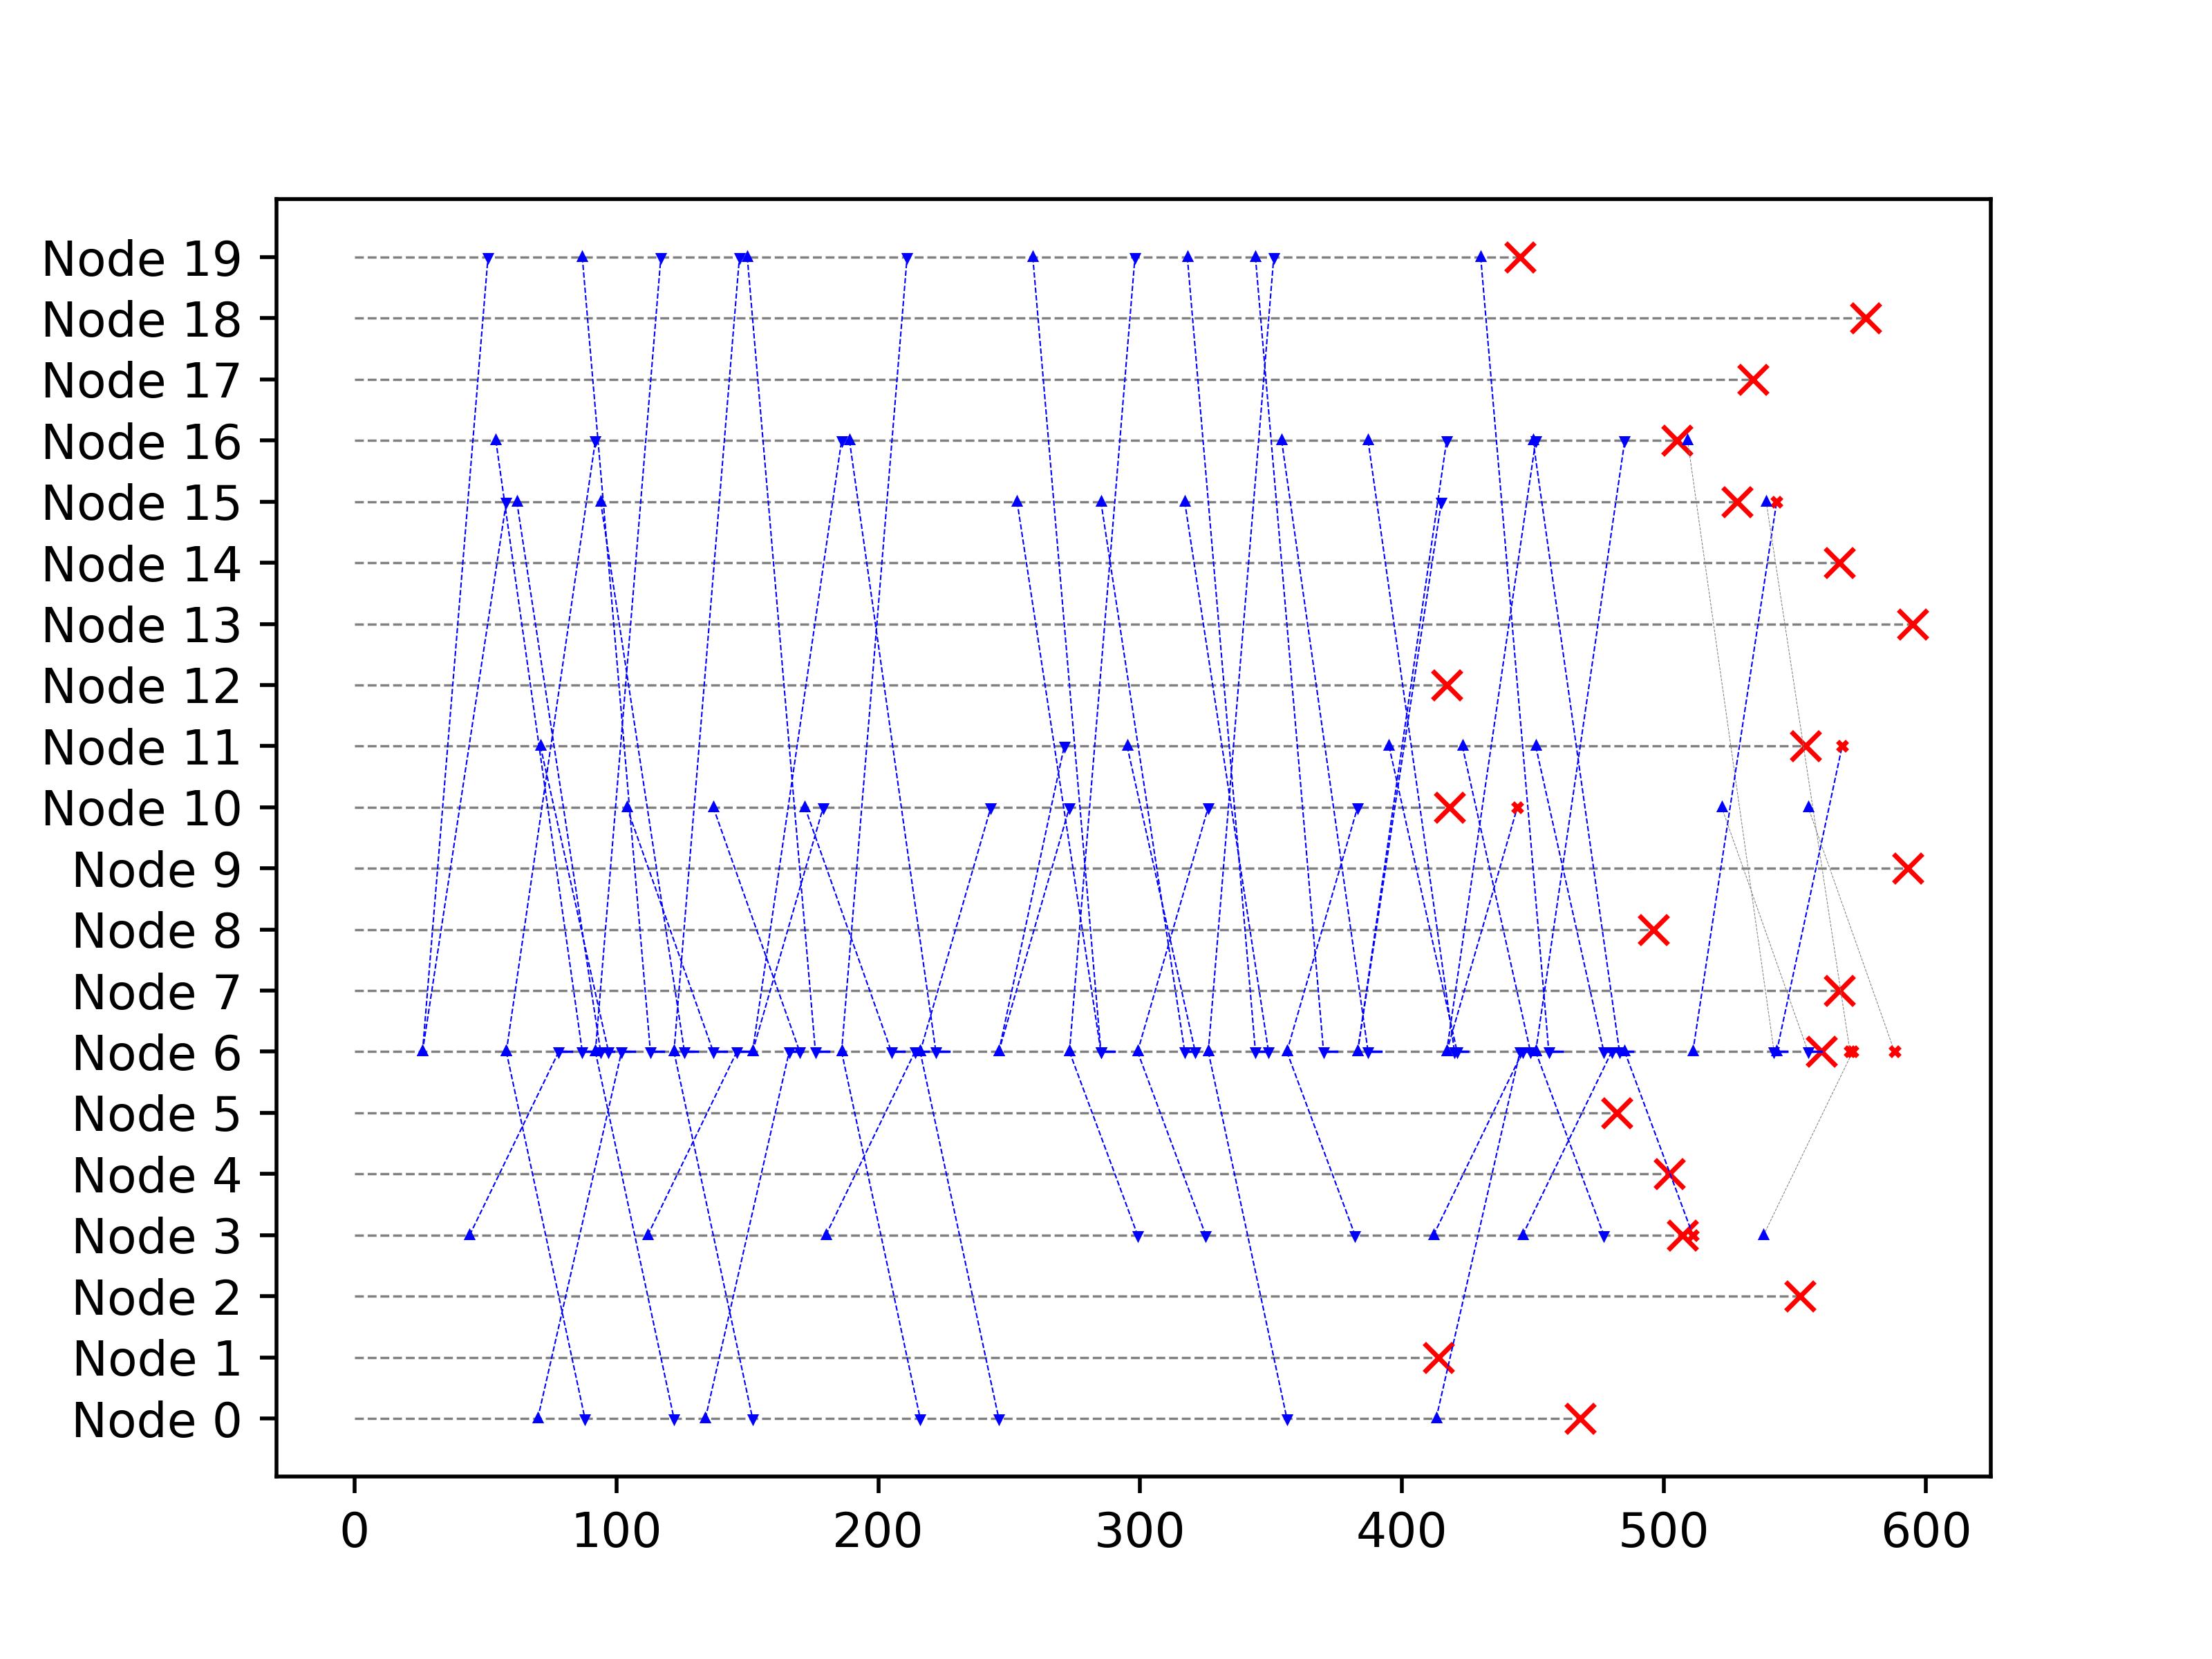 Node 19
Node 18
Node 17
Node 16
Node 15
Node 14
Node 13
Node 12
Node 11
Node 10
Node 9
Node 8
Node 7
Node 6
Node 5
Node 4
Node 3
Node 2
Node 1
Node 0
0 100 200 300 400 500 600